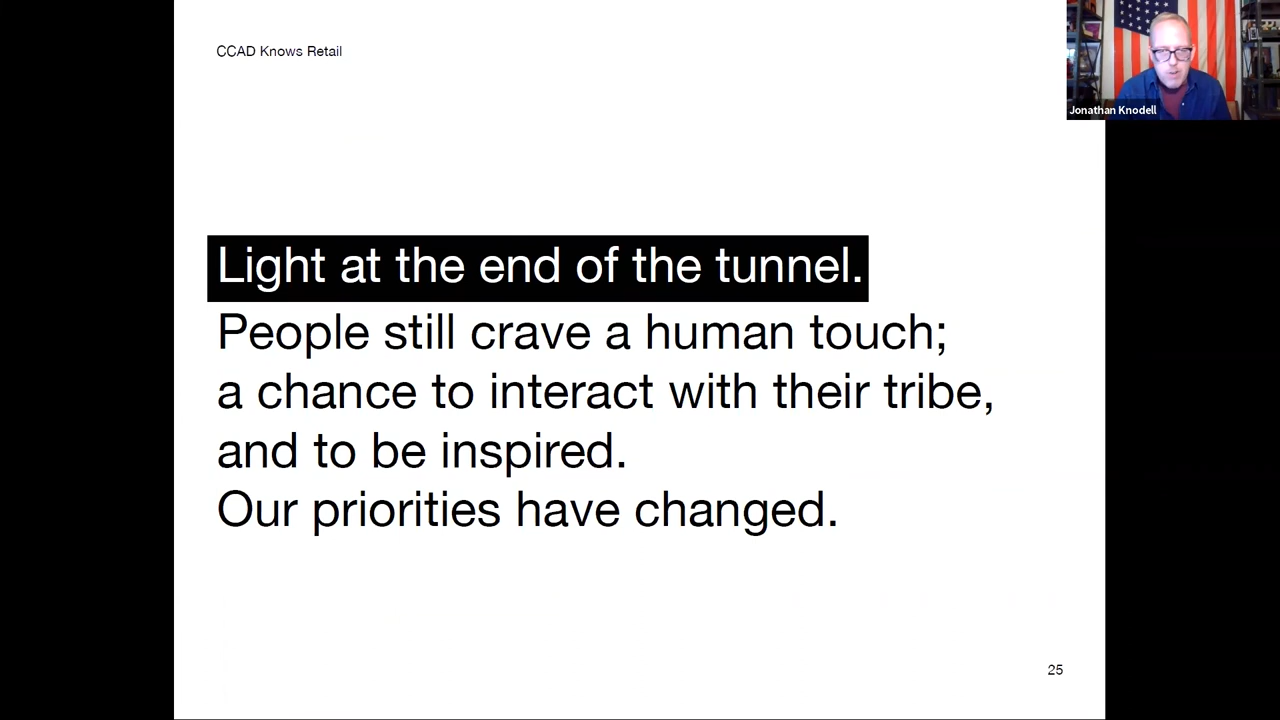 CCAD Knows Retail
Jonathan Knodell
Light at the end of the tunnel.
People still crave a human touch;
a chance to interact with their tribe,
and to be inspired.
Our priorities have changed.
25